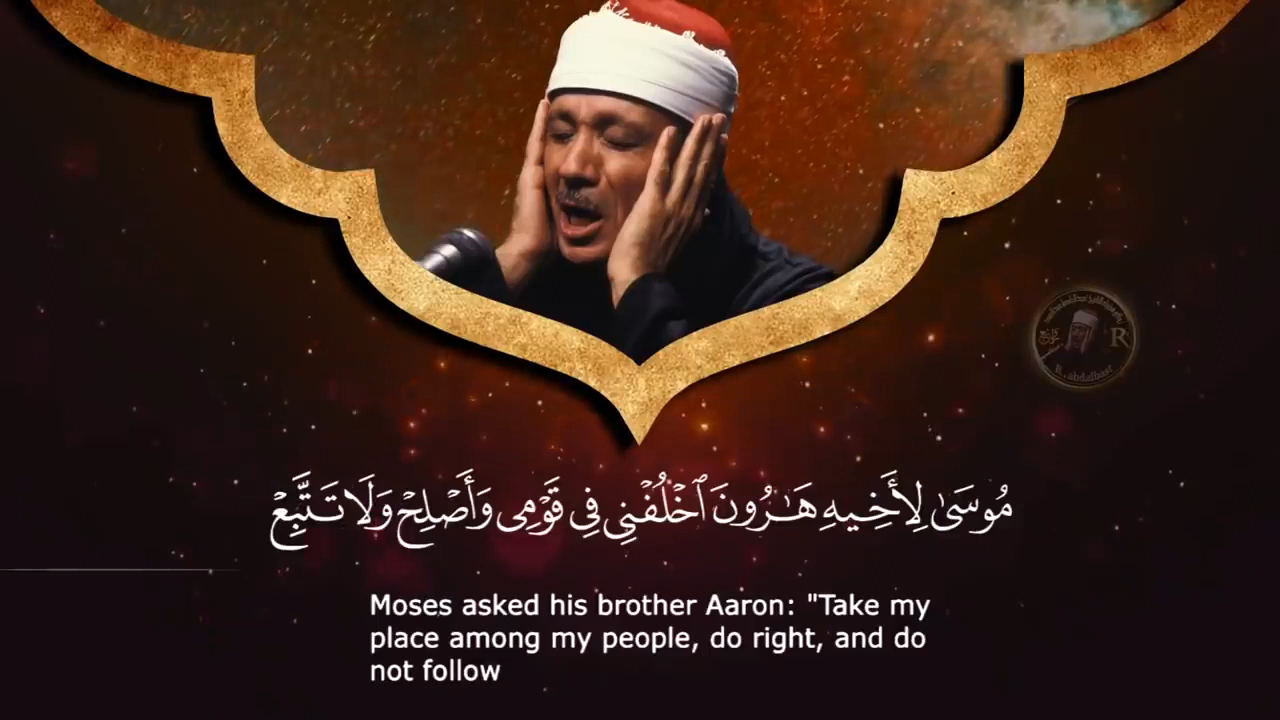 R
R..abdalbast
مُوسَىٰ لِأَخِيهِ هَـٰرُونَ ٱخْلُفْنِى فِى قَوْمِى وَأَصْلِحْ وَلَا تَتَّبِعْ
Moses asked his brother Aaron: "Take my
place among my people, do right, and do
not follow